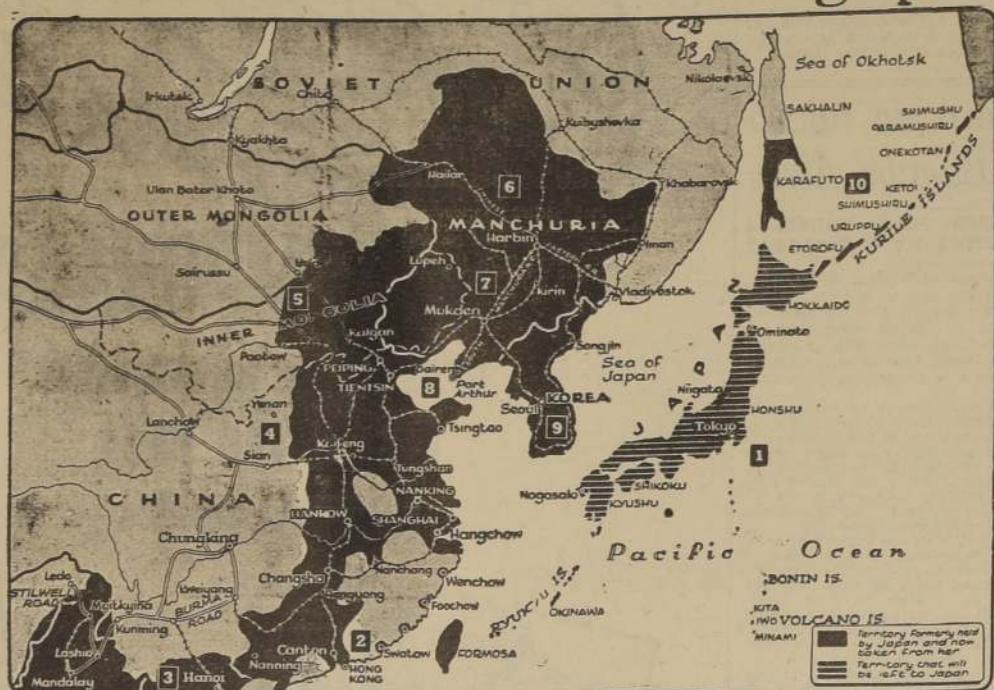 Sea of Okhotsk
SOVIET UNION
Nikolaevsk
Irkutsk
Chita
SAKHALIN
SHIMUSHU
PARAMUSHIRU
Kuibyshevka
Kyakhta
ONEKOTAN
Hailar
6
Khabarovsk
KARAFUTO
10
KETOI
Ulan Bator Khoto
SHIMUSHIRU
KURILE ISLANDS
OUTER MONGOLIA
MANCHURIA
URUPPU
Harbin
Iman
ETOROFU
Sairussu
Lupeh
7
Kirin
Vladivostok
HOKKAIDO
5
INNER MONGOLIA
Mukden
Ominato
Kalgan
Songjin
Paotow
PEIPING
Dairen
Sea of
Japan
TIENTSIN
8
Port
Arthur
Niigata
KOREA
HONSHU
Yenan
Seoul
Lanchow
4
Tsingtao
9
Tokyo
Kaifeng
1
Sian
Tungshan
CHINA
NANKING
SHIKOKU
Nagasaki
KYUSHU
HANKOW
SHANGHAI
Hangchow
Chungking
Pacific Ocean
Ledo
Changsha
Nanchang
Wenchow
BONIN IS.
STILWELL
ROAD
Kweiyang
Hengyang
Myitkyina
BURMA
ROAD
Foochow
RYUKYU IS.
OKINAWA
KITA
Kunming
IWO VOLCANO IS.
MINAMI
2
Lashio
Canton
Swatow
FORMOSA
Nanning
HONG
KONG
Mandalay
3
Hanoi
Territory formerly held
by Japan and now
taken from her
Territory that will
be left to Japan